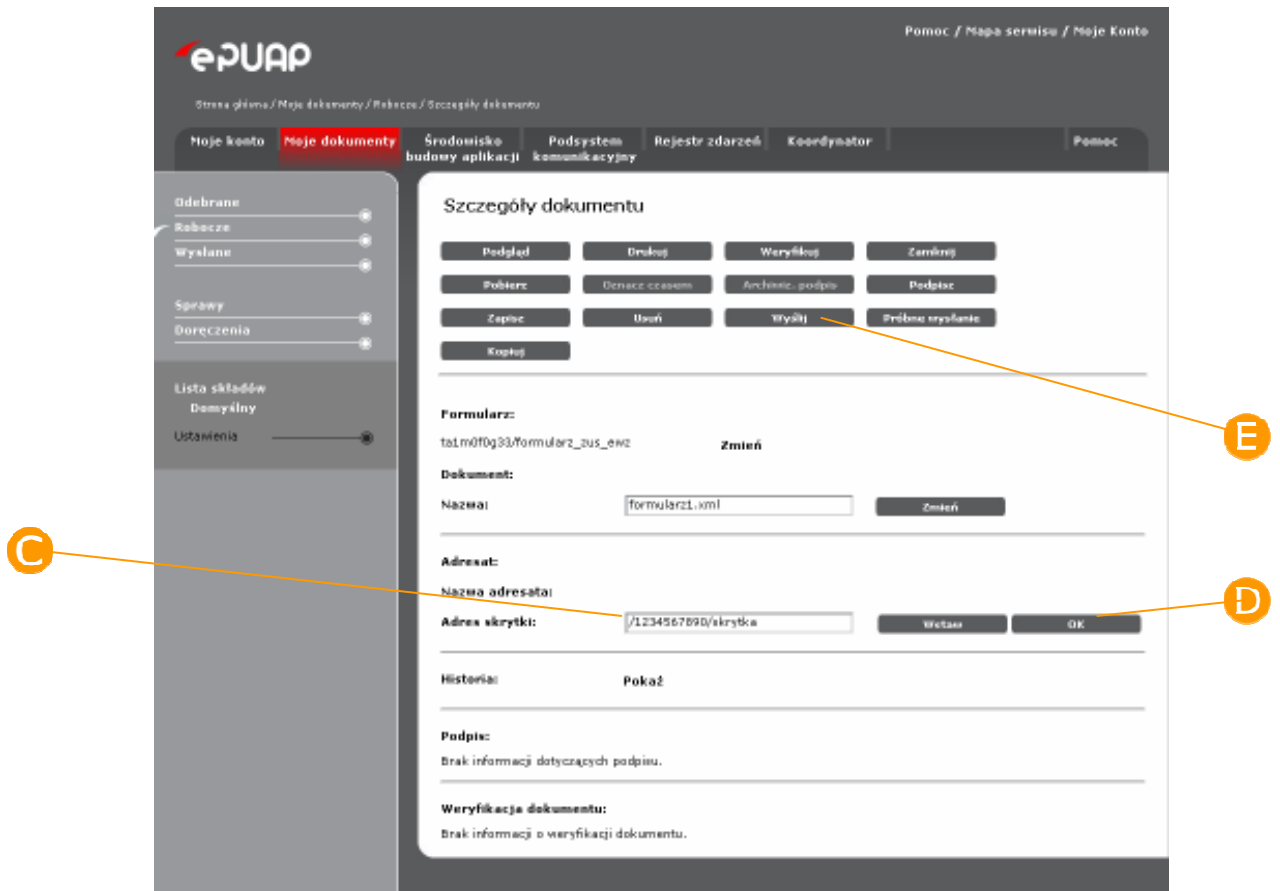 Pomoc / Mapa serwisu / Moje Konto
ePUAP
Strona główna / Moje dokumenty / Robocze / Szczegóły dokumentu
Moje konto Moje dokumenty Środowisko budowy aplikacji Podsystem komunikacyjny Rejestr zdarzeń Koordynator Pomoc
Odebrane
Robocze
Wysłane
Sprawy
Doręczenia
Lista składów
Domyślny
Ustawienia
Szczegóły dokumentu
Podgląd Drukuj Weryfikuj Zamknij
Pobierz Oznacz czasem Archiwiz. podpis Podpisz
Zapisz Usuń Wyślij Próbne wysłanie
Kopiuj
E
Formularz:
ta1m0f0g33/formularz_zus_ewz Zmień
Dokument:
Nazwa: formularz1.xml Zmień
C
Adresat:
Nazwa adresata:
D
Adres skrytki: /1234567890/skrytka Wstaw OK
Historia: Pokaż
Podpis:
Brak informacji dotyczących podpisu.
Weryfikacja dokumentu:
Brak informacji o weryfikacji dokumentu.